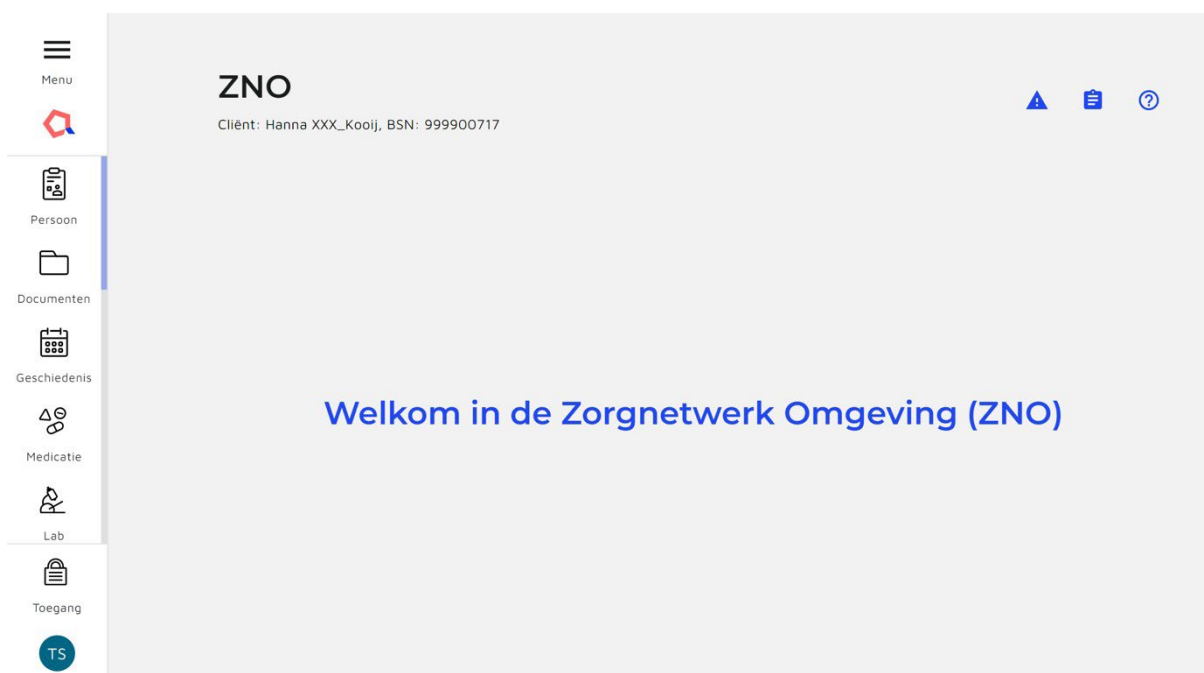 Menu
ZNO
Cliënt: Hanna XXX_Kooij, BSN: 999900717
Persoon
Documenten
Geschiedenis
Medicatie
Lab
Toegang
TS
Welkom in de Zorgnetwerk Omgeving (ZNO)